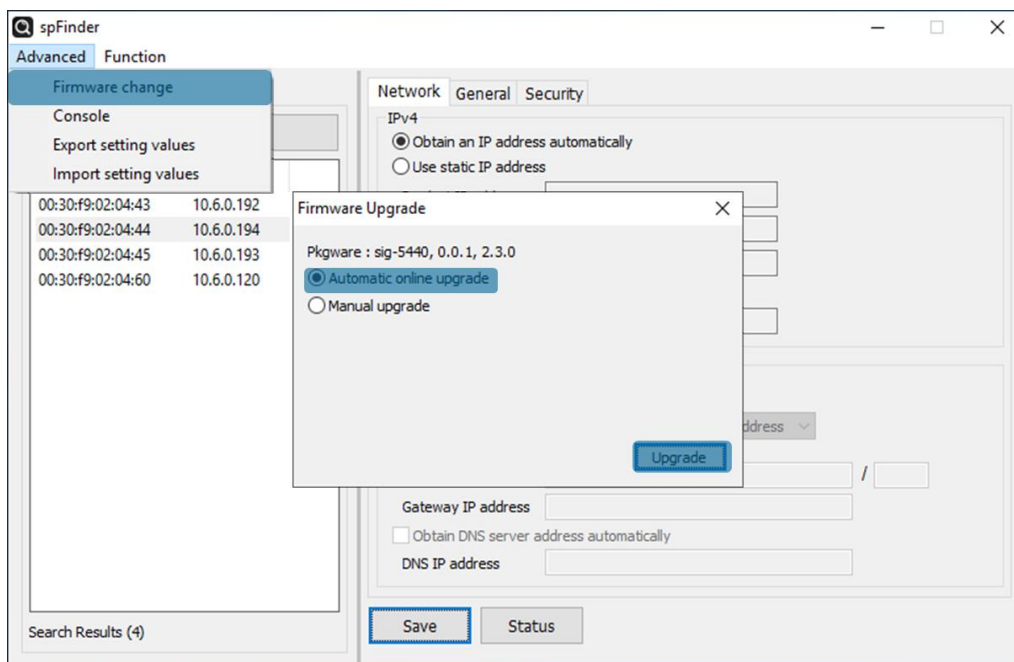 spFinder
Advanced Function
Firmware change
Console
Export setting values
Import setting values
00:30:f9:02:04:43 10.6.0.192
00:30:f9:02:04:44 10.6.0.194
00:30:f9:02:04:45 10.6.0.193
00:30:f9:02:04:60 10.6.0.120
Search Results (4)
Network General Security
IPv4
Obtain an IP address automatically
Use static IP address
Firmware Upgrade
Pkgware : sig-5440, 0.0.1, 2.3.0
Automatic online upgrade
Manual upgrade
Upgrade
ddress
/
Gateway IP address
Obtain DNS server address automatically
DNS IP address
Save Status